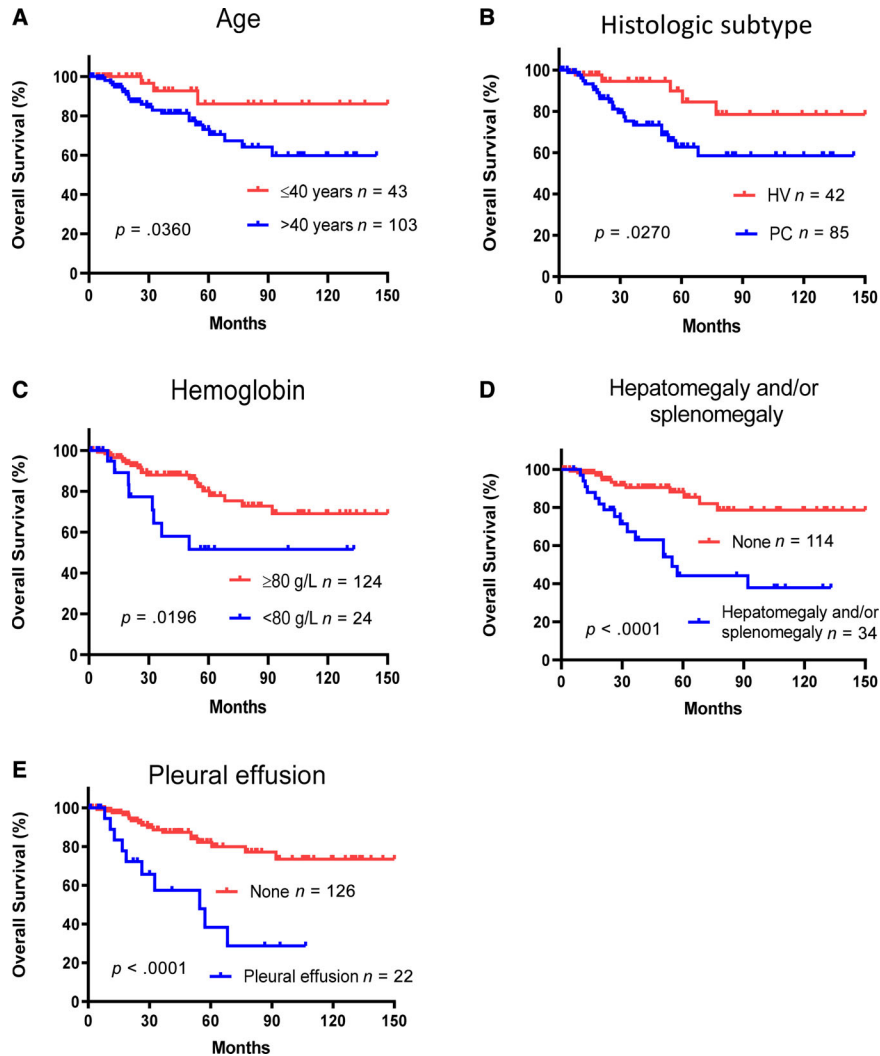 A
Age
Overall Survival (%)
100
80
60
40
20
0
≤40 years n = 43
>40 years n = 103
p = .0360
0 30 60 90 120 150
Months
B
Histologic subtype
Overall Survival (%)
100
80
60
40
20
0
HV n = 42
PC n = 85
p = .0270
0 30 60 90 120 150
Months
C
Hemoglobin
Overall Survival (%)
100
80
60
40
20
0
≥80 g/L n = 124
<80 g/L n = 24
p = .0196
0 30 60 90 120 150
Months
D
Hepatomegaly and/or
splenomegaly
Overall Survival (%)
100
80
60
40
20
0
None n = 114
Hepatomegaly and/or
splenomegaly n = 34
p < .0001
0 30 60 90 120 150
Months
E
Pleural effusion
Overall Survival (%)
100
80
60
40
20
0
None n = 126
Pleural effusion n = 22
p < .0001
0 30 60 90 120 150
Months